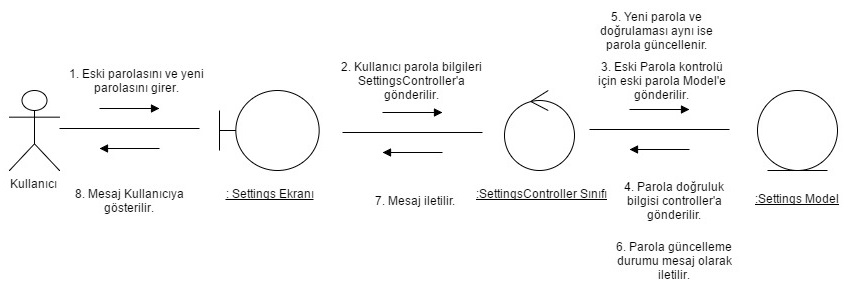 1. Eski parolasını ve yeni
parolasını girer.
Kullanıcı
8. Mesaj Kullanıcıya
gösterilir.
: Settings Ekranı
2. Kullanıcı parola bilgileri
SettingsController'a
gönderilir.
7. Mesaj iletilir.
:SettingsController Sınıfı
5. Yeni parola ve
doğrulaması aynı ise
parola güncellenir.
3. Eski Parola kontrolü
için eski parola Model'e
gönderilir.
4. Parola doğruluk
bilgisi controller'a
gönderilir.
6. Parola güncelleme
durumu mesaj olarak
iletilir.
:Settings Model